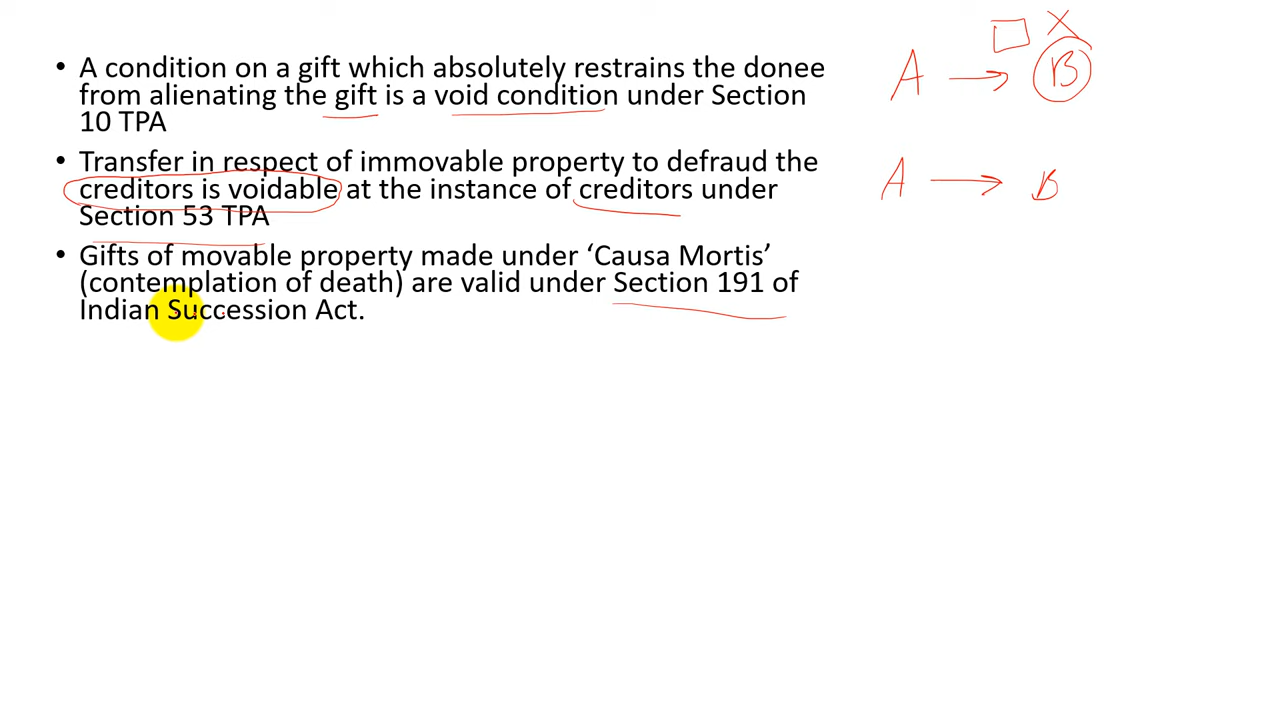 • A condition on a gift which absolutely restrains the donee
from alienating the gift is a void condition under Section
10 TPA
• Transfer in respect of immovable property to defraud the
creditors is voidable at the instance of creditors under
Section 53 TPA
• Gifts of movable property made under ‘Causa Mortis’
(contemplation of death) are valid under Section 191 of
Indian Succession Act.
X
A → B
A → B